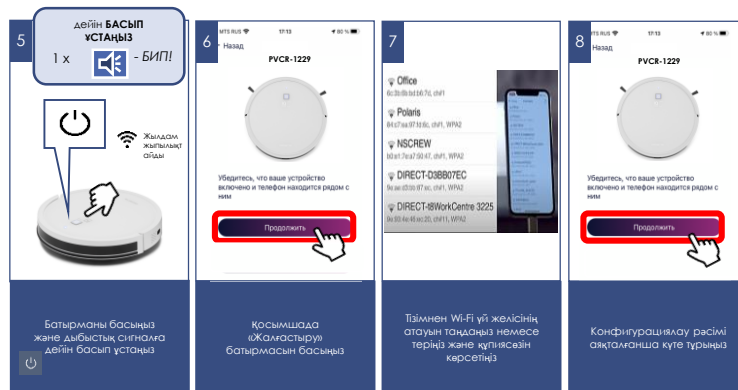 5
дейін БАСЫП
ҰСТАҢЫЗ
1 x
- БИП!
Жылдам
жыпылықт
айды
Батырманы басыңыз
және дыбыстық сигналға
дейін басып ұстаңыз
6
MTS RUS
17:13
80 %
Назад
PVCR-1229
Убедитесь, что ваше устройство
включено и телефон находится рядом с
ним
Продолжить
Қосымшада
«Жалғастыру»
батырмасын басыңыз
7
Office
Polaris
NSCREW
DIRECT-D3BB07EC
DIRECT-t8WorkCentre 3225
Тізімнен Wi-Fi үй желісінің
атауын таңдаңыз немесе
теріңіз және құпиясөзін
көрсетіңіз
8
MTS RUS
17:13
80 %
Назад
PVCR-1229
Убедитесь, что ваше устройство
включено и телефон находится рядом с
ним
Продолжить
Конфигурациялау рәсімі
аяқталғанша күте тұрыңыз